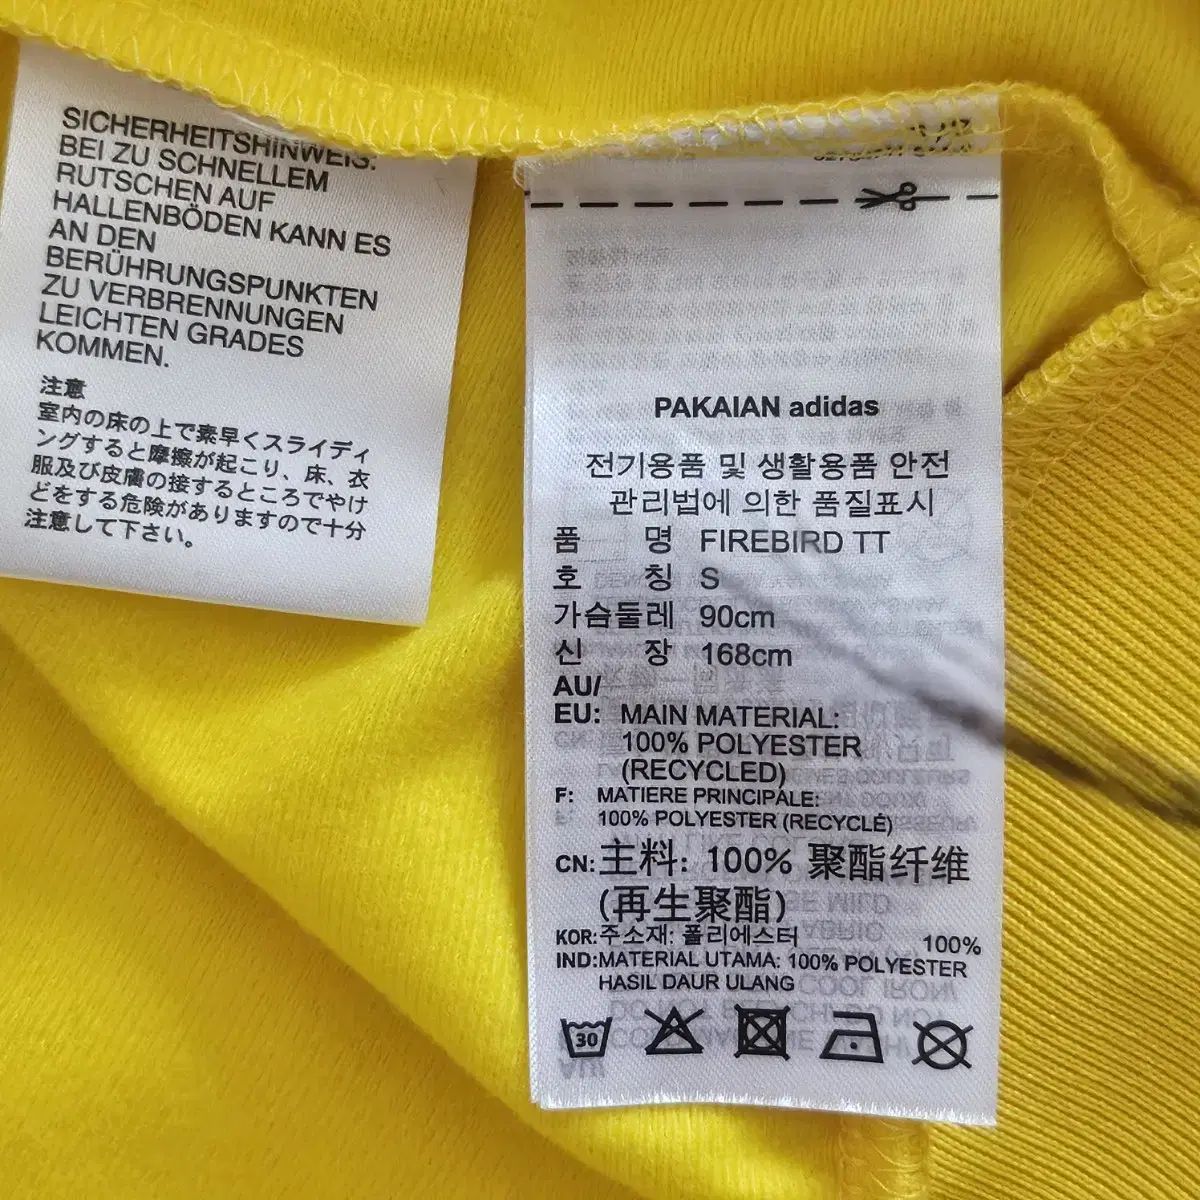 SICHERHEITSHINWEIS:
BEI ZU SCHNELLEM
RUTSCHEN AUF
HALLENBÖDEN KANN ES
AN DEN
BERÜHRUNGSPUNKTEN
ZU VERBRENNUNGEN
LEICHTEN GRADES
KOMMEN.
注意
室内の床の上で素早くスライディ
ングすると摩擦が起こり、床、衣
服及び皮膚の接するところでやけ
どをする危険がありますので十分
注意して下さい。
PAKAIAN adidas
전기용품 및 생활용품 안전
관리법에 의한 품질표시
품 명 FIREBIRD TT
호 칭 S
가슴둘레 90cm
신 장 168cm
AU/
EU: MAIN MATERIAL:
100% POLYESTER
(RECYCLED)
F: MATIERE PRINCIPALE:
100% POLYESTER (RECYCLÉ)
CN:主料: 100% 聚酯纤维
(再生聚酯)
KOR:주소재: 폴리에스터 100%
IND:MATERIAL UTAMA: 100% POLYESTER
HASIL DAUR ULANG
30